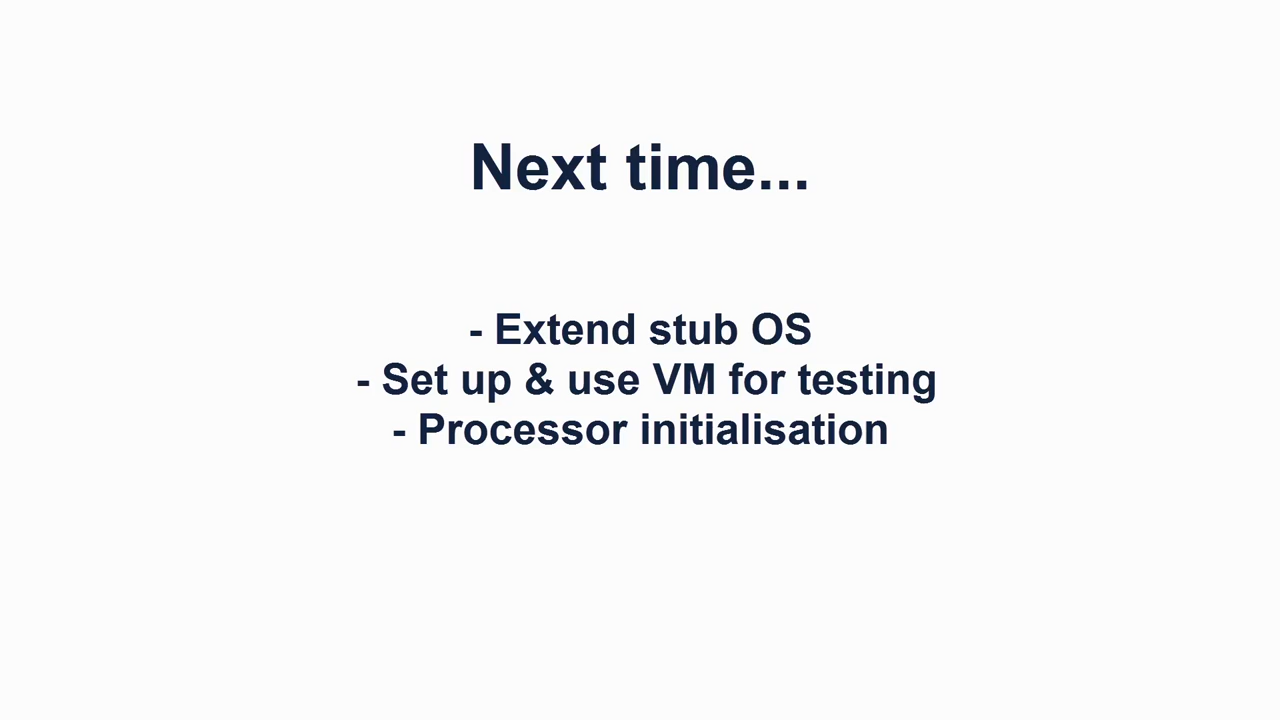 Next time...
- Extend stub OS
- Set up & use VM for testing
- Processor initialisation